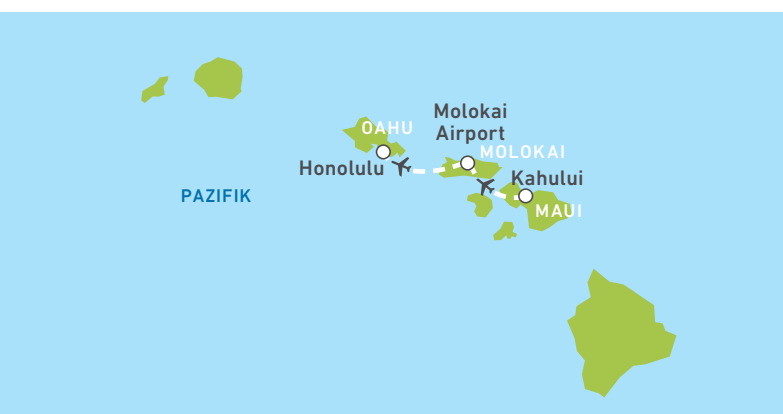 Molokai
Airport
OAHU
MOLOKAI
Honolulu
Kahului
PAZIFIK
MAUI